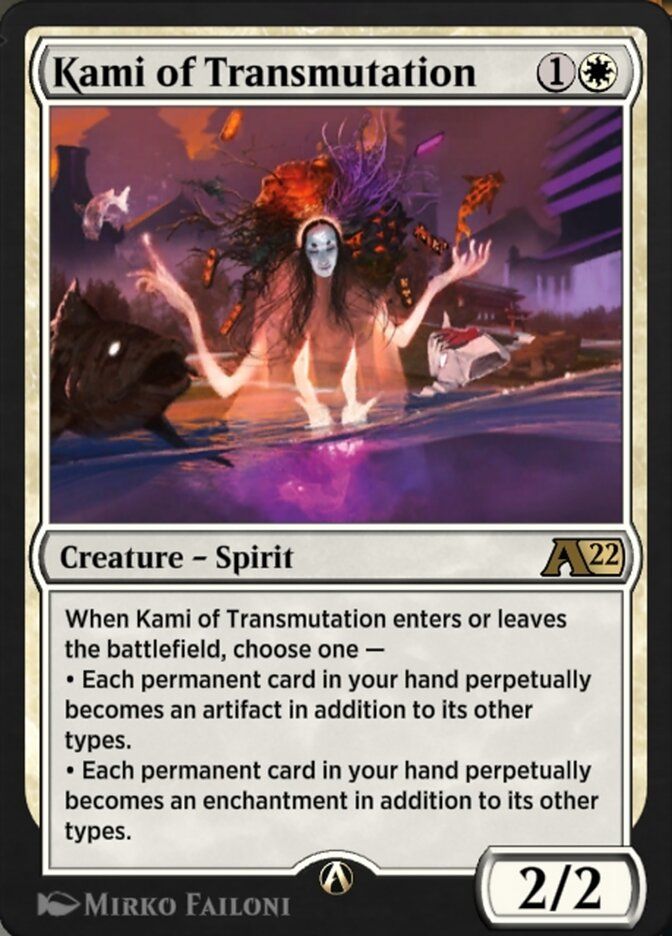 Kami of Transmutation 1
Creature – Spirit A22
When Kami of Transmutation enters or leaves
the battlefield, choose one —
• Each permanent card in your hand perpetually
becomes an artifact in addition to its other
types.
• Each permanent card in your hand perpetually
becomes an enchantment in addition to its other
types.
2/2
A
Mirko Failoni